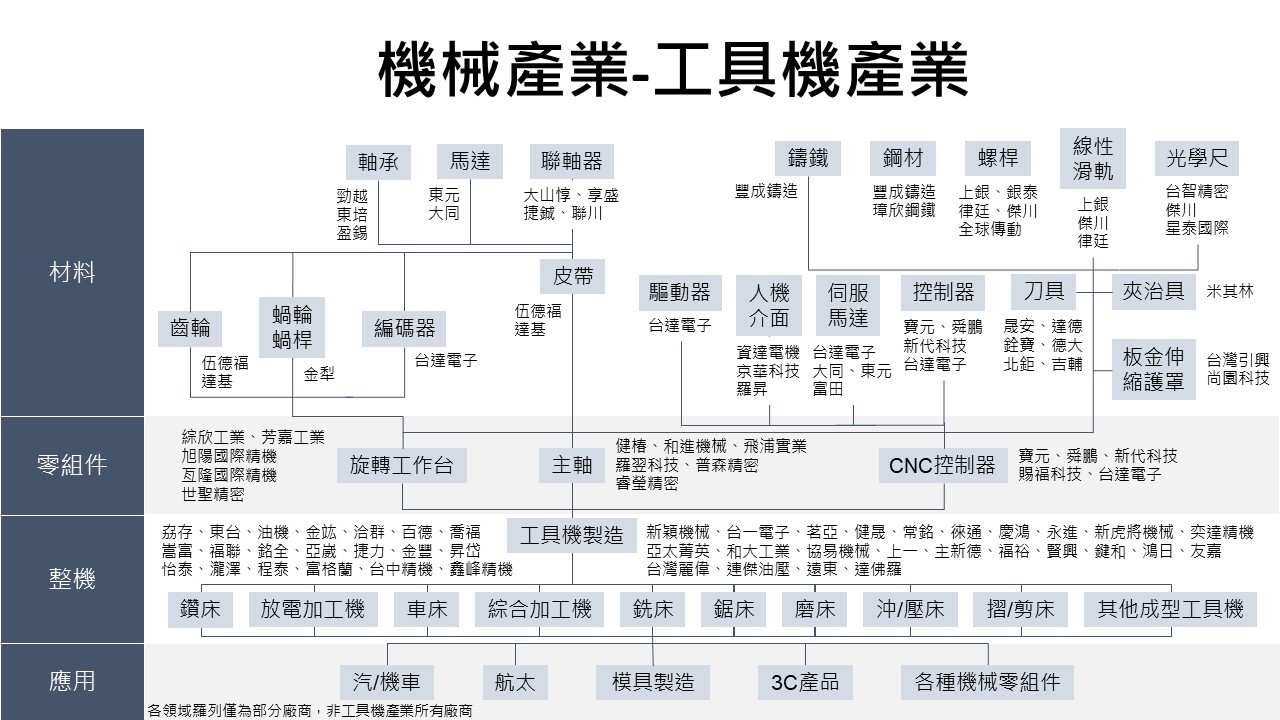 機械產業-工具機產業
材料
軸承
勁越
東培
盈錫
馬達
東元
大同
聯軸器
大山惇、享盛
捷鋮、聯川
鑄鐵
豐成鑄造
鋼材
豐成鑄造
璋欣鋼鐵
螺桿
上銀、銀泰
律廷、傑川
全球傳動
線性
滑軌
上銀
傑川
律廷
光學尺
台智精密
傑川
星泰國際
齒輪
伍德福
達基
蝸輪
蝸桿
金犁
編碼器
台達電子
皮帶
伍德福
達基
驅動器
台達電子
人機
介面
資達電機
京華科技
羅昇
伺服
馬達
台達電子
大同、東元
富田
控制器
寶元、舜鵬
新代科技
台達電子
刀具
晟安、達德
銓寶、德大
北鉅、吉輔
夾治具
米其林
板金伸
縮護罩
台灣引興
尚園科技
零組件
綜欣工業、芳嘉工業
旭陽國際精機
亙隆國際精機
世聖精密
旋轉工作台
主軸
健椿、和進機械、飛浦實業
羅翌科技、普森精密
睿瑩精密
CNC控制器
寶元、舜鵬、新代科技
賜福科技、台達電子
整機
荔存、東台、油機、金竑、洽群、百德、喬福
嵩富、福聯、銘全、亞崴、捷力、金豐、昇岱
怡泰、瀧澤、程泰、富格蘭、台中精機、鑫峰精機
工具機製造
新穎機械、台一電子、茗亞、健晟、常銘、徠通、慶鴻、永進、新虎將機械、奕達精機
亞太菁英、和大工業、協易機械、上一、主新德、福裕、賢興、鍵和、鴻日、友嘉
台灣麗偉、連傑油壓、遠東、達佛羅
鑽床
放電加工機
車床
綜合加工機
銑床
鋸床
磨床
沖/壓床
摺/剪床
其他成型工具機
應用
汽/機車
航太
模具製造
3C產品
各種機械零組件
各領域羅列僅為部分廠商，非工具機產業所有廠商